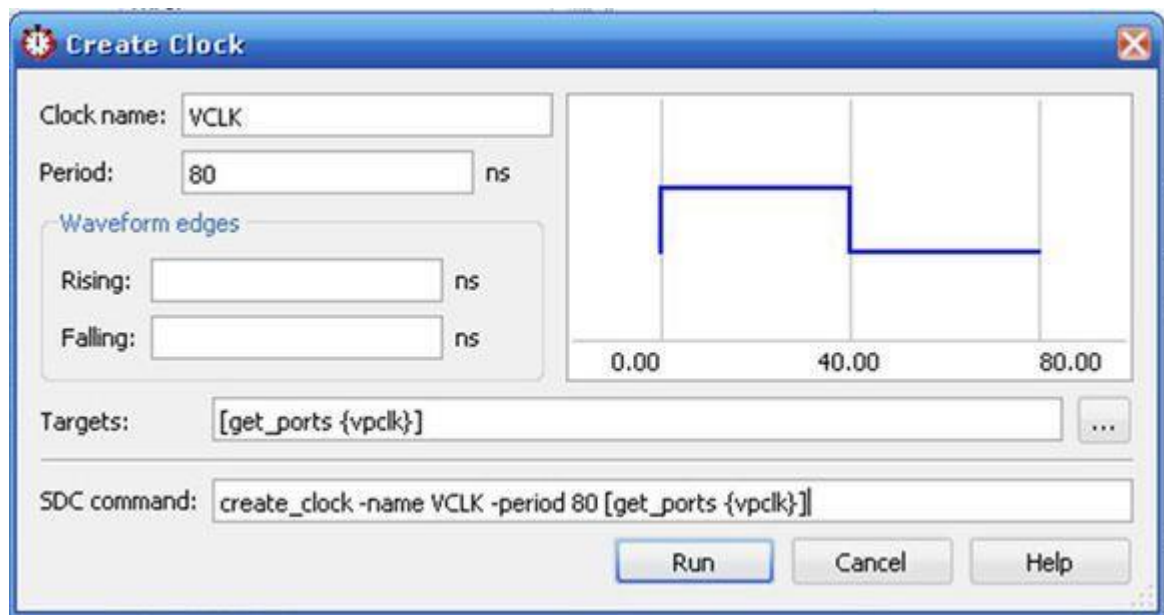 Create Clock
Clock name: VCLK
Period: 80 ns
Waveform edges
Rising: ns
Falling: ns
0.00 40.00 80.00
Targets: [get_ports {vpclk}] ...
SDC command: create_clock -name VCLK -period 80 [get_ports {vpclk}]
Run Cancel Help